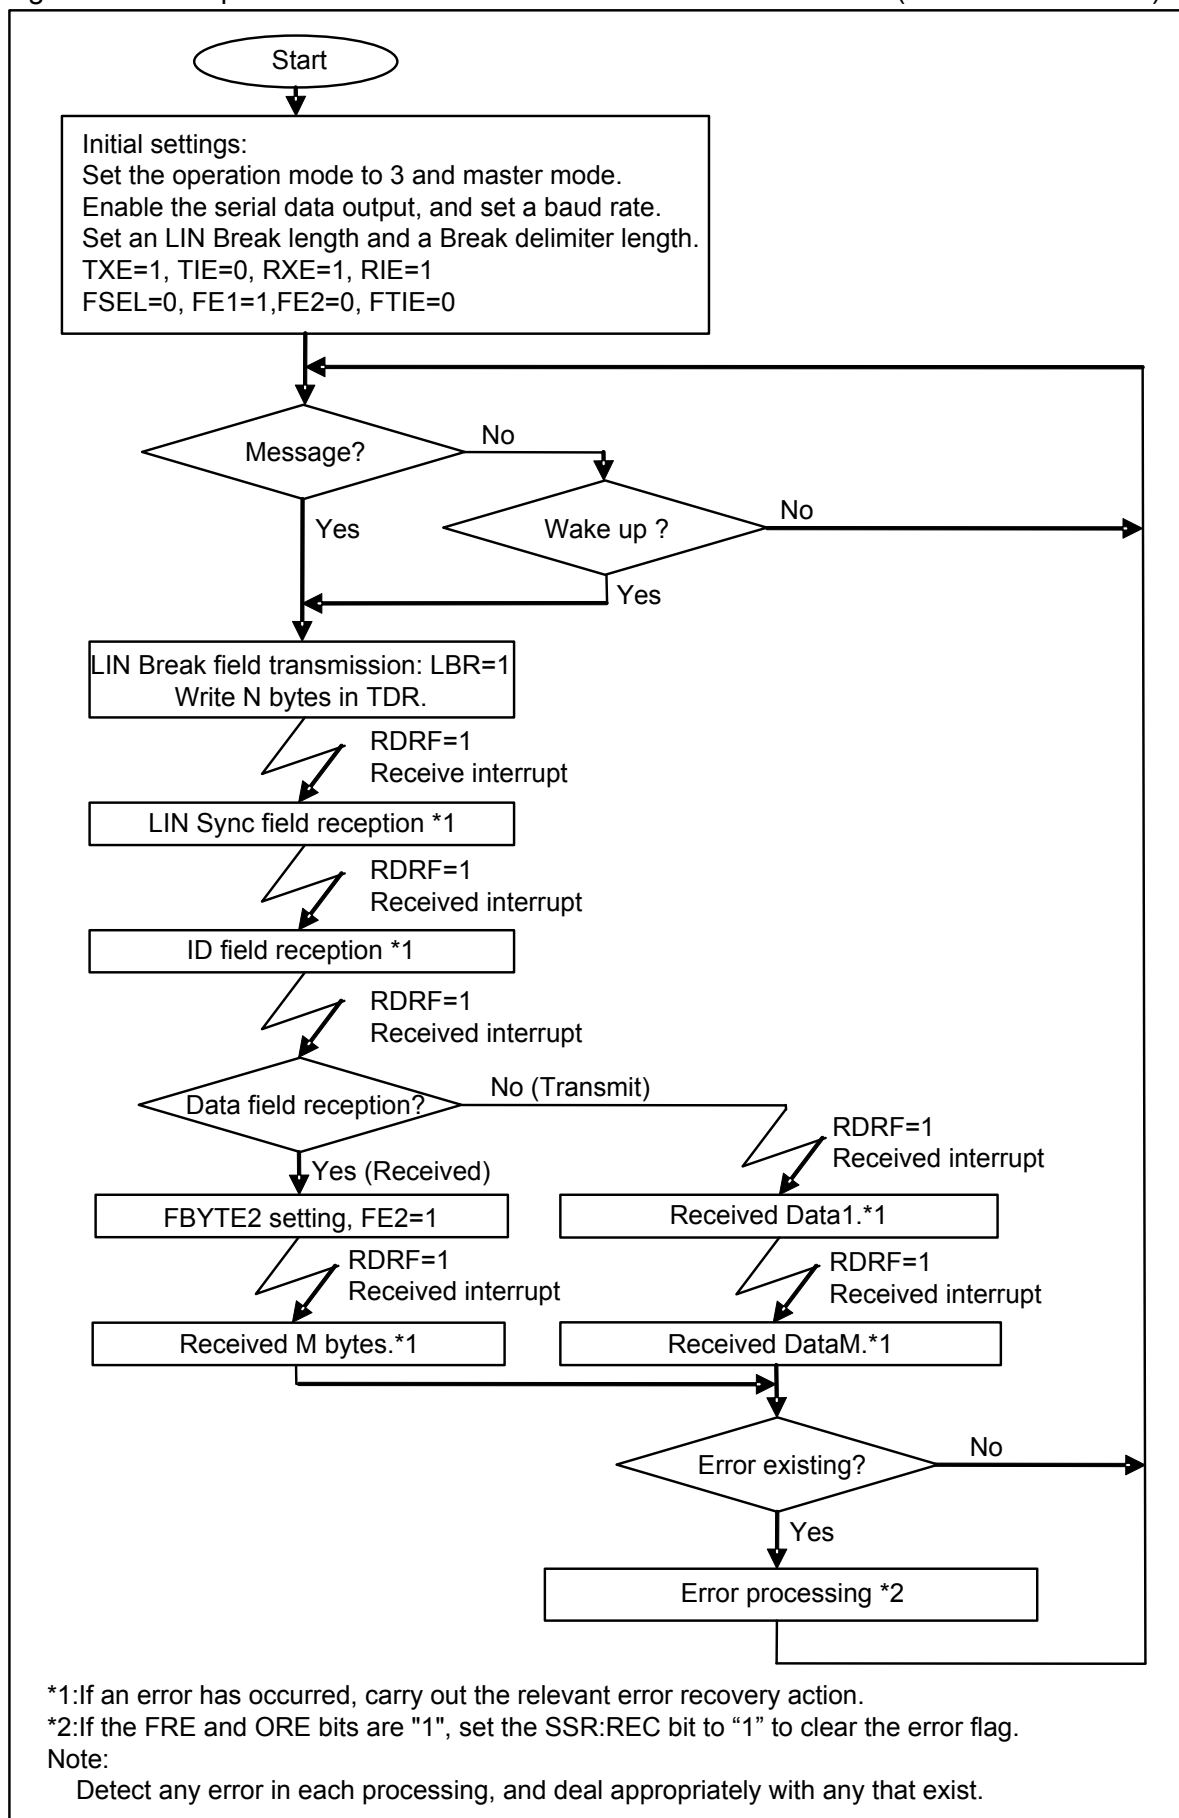 Start
Initial settings:
Set the operation mode to 3 and master mode.
Enable the serial data output, and set a baud rate.
Set an LIN Break length and a Break delimiter length.
TXE=1, TIE=0, RXE=1, RIE=1
FSEL=0, FE1=1,FE2=0, FTIE=0
Message?
No
Wake up ?
No
Yes
Yes
LIN Break field transmission: LBR=1
Write N bytes in TDR.
RDRF=1
Receive interrupt
LIN Sync field reception *1
RDRF=1
Received interrupt
ID field reception *1
RDRF=1
Received interrupt
Data field reception?
No (Transmit)
RDRF=1
Received interrupt
Yes (Received)
FBYTE2 setting, FE2=1
Received Data1.*1
RDRF=1
Received interrupt
RDRF=1
Received interrupt
Received M bytes.*1
Received DataM.*1
Error existing?
No
Yes
Error processing *2
*1:If an error has occurred, carry out the relevant error recovery action.
*2:If the FRE and ORE bits are "1", set the SSR:REC bit to “1” to clear the error flag.
Note:
Detect any error in each processing, and deal appropriately with any that exist.